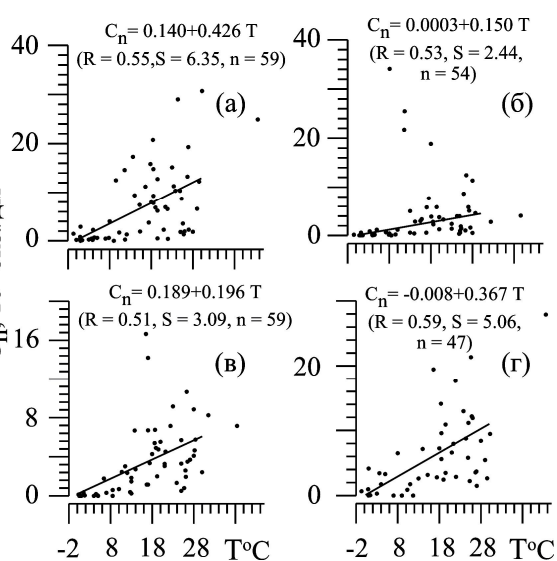 Cn= 0.140+0.426 T
(R = 0.55,S = 6.35, n = 59)
40
(а)
20
0
Cn= 0.0003+0.150 T
(R = 0.53, S = 2.44,
n = 54)
40
(б)
20
0
Cn= 0.189+0.196 T
(R = 0.51, S = 3.09, n = 59)
16
(в)
8
0
-2 8 18 28 T°C
Cn= -0.008+0.367 T
(R = 0.59, S = 5.06,
n = 47)
20
(г)
0
-2 8 18 28 T°C